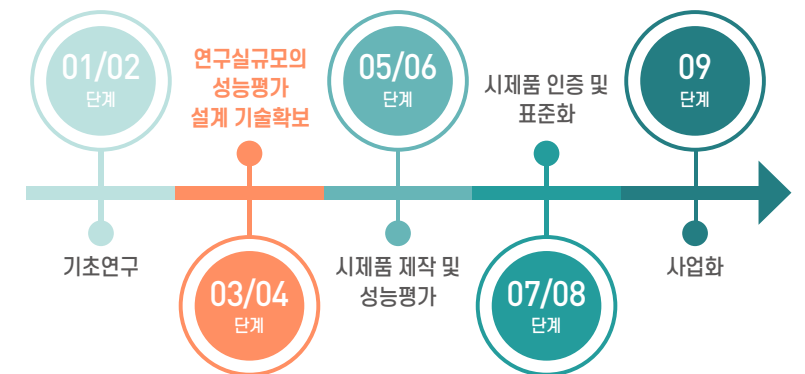 01/02
단계
기초연구
연구실규모의
성능평가
설계 기술확보
03/04
단계
05/06
단계
시제품 제작 및
성능평가
시제품 인증 및
표준화
07/08
단계
09
단계
사업화